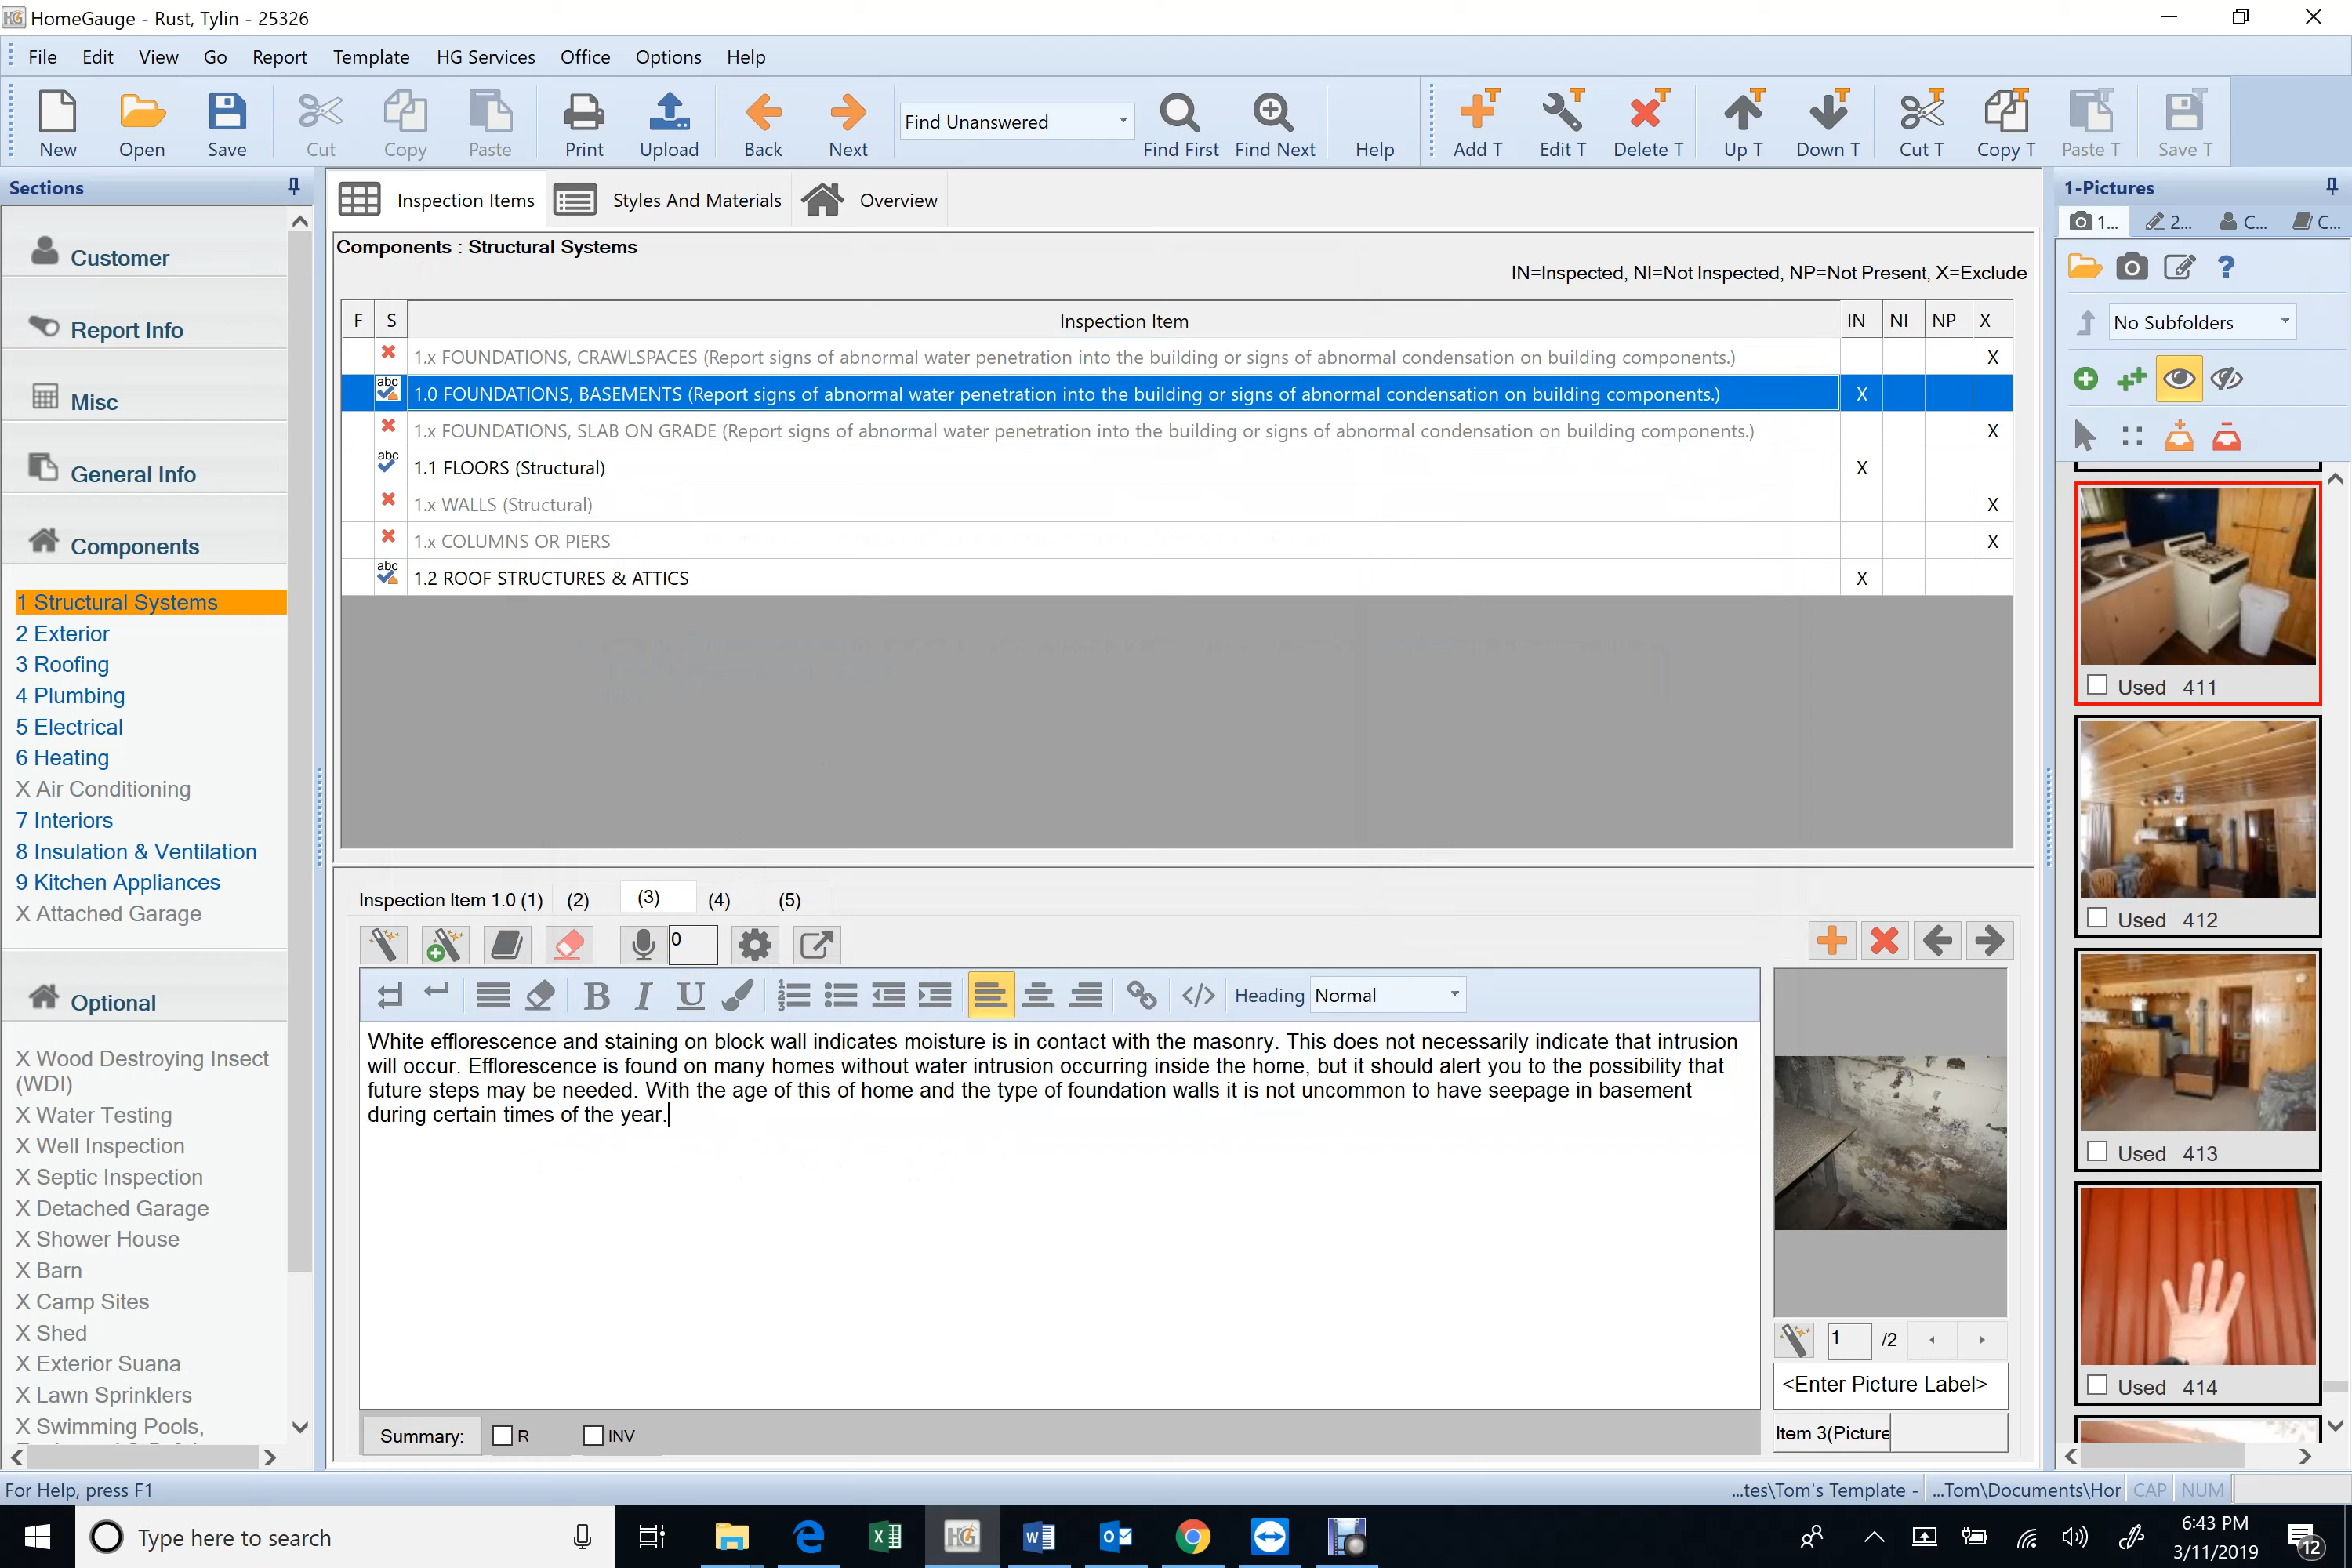 HomeGauge - Rust, Tylin - 25326
File Edit View Go Report Template HG Services Office Options Help
New Open Save Cut Copy Paste Print Upload Back Next Find Unanswered Find First Find Next Help Add T Edit T Delete T Up T Down T Cut T Copy T Paste T Save T
Sections
Customer
Report Info
Misc
General Info
Components
1 Structural Systems
2 Exterior
3 Roofing
4 Plumbing
5 Electrical
6 Heating
X Air Conditioning
7 Interiors
8 Insulation & Ventilation
9 Kitchen Appliances
X Attached Garage
Optional
X Wood Destroying Insect
(WDI)
X Water Testing
X Well Inspection
X Septic Inspection
X Detached Garage
X Shower House
X Barn
X Camp Sites
X Shed
X Exterior Suana
X Lawn Sprinklers
X Swimming Pools,
Inspection Items Styles And Materials Overview
Components : Structural Systems
IN=Inspected, NI=Not Inspected, NP=Not Present, X=Exclude
F S Inspection Item IN NI NP X
1.x FOUNDATIONS, CRAWLSPACES (Report signs of abnormal water penetration into the building or signs of abnormal condensation on building components.) X
abc 1.0 FOUNDATIONS, BASEMENTS (Report signs of abnormal water penetration into the building or signs of abnormal condensation on building components.) X
1.x FOUNDATIONS, SLAB ON GRADE (Report signs of abnormal water penetration into the building or signs of abnormal condensation on building components.) X
abc 1.1 FLOORS (Structural) X
1.x WALLS (Structural) X
1.x COLUMNS OR PIERS X
abc 1.2 ROOF STRUCTURES & ATTICS X
Inspection Item 1.0 (1) (2) (3) (4) (5)
0
B I U </> Heading Normal
White efflorescence and staining on block wall indicates moisture is in contact with the masonry. This does not necessarily indicate that intrusion
will occur. Efflorescence is found on many homes without water intrusion occurring inside the home, but it should alert you to the possibility that
future steps may be needed. With the age of this of home and the type of foundation walls it is not uncommon to have seepage in basement
during certain times of the year.
1 /2
<Enter Picture Label>
Item 3(Picture
Summary: R INV
1-Pictures
1... 2... C... C...
?
No Subfolders
Used 411
Used 412
Used 413
Used 414
For Help, press F1
...tes\Tom's Template - ...Tom\Documents\Hor CAP NUM
Type here to search
6:43 PM
3/11/2019
12